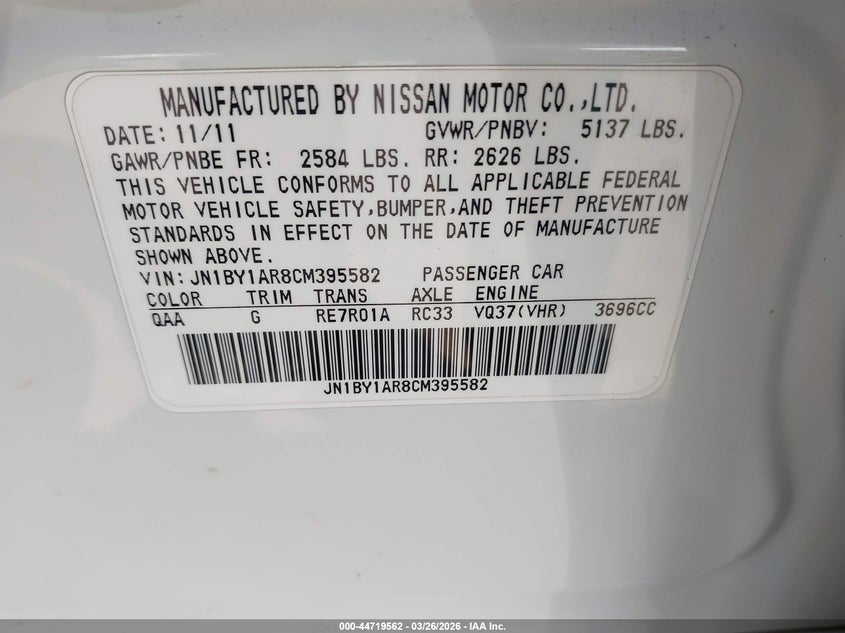 MANUFACTURED BY NISSAN MOTOR CO.,LTD.
DATE: 11/11 GVWR/PNBV: 5137 LBS.
GAWR/PNBE FR: 2584 LBS. RR: 2626 LBS.
THIS VEHICLE CONFORMS TO ALL APPLICABLE FEDERAL
MOTOR VEHICLE SAFETY,BUMPER,AND THEFT PREVENTION
STANDARDS IN EFFECT ON THE DATE OF MANUFACTURE
SHOWN ABOVE.
VIN: JN1BY1AR8CM395582 PASSENGER CAR
COLOR TRIM TRANS AXLE ENGINE
QAA G RE7R01A RC33 VQ37(VHR) 3696CC
JN1BY1AR8CM395582
000-44719562 - 03/26/2026 - IAA Inc.